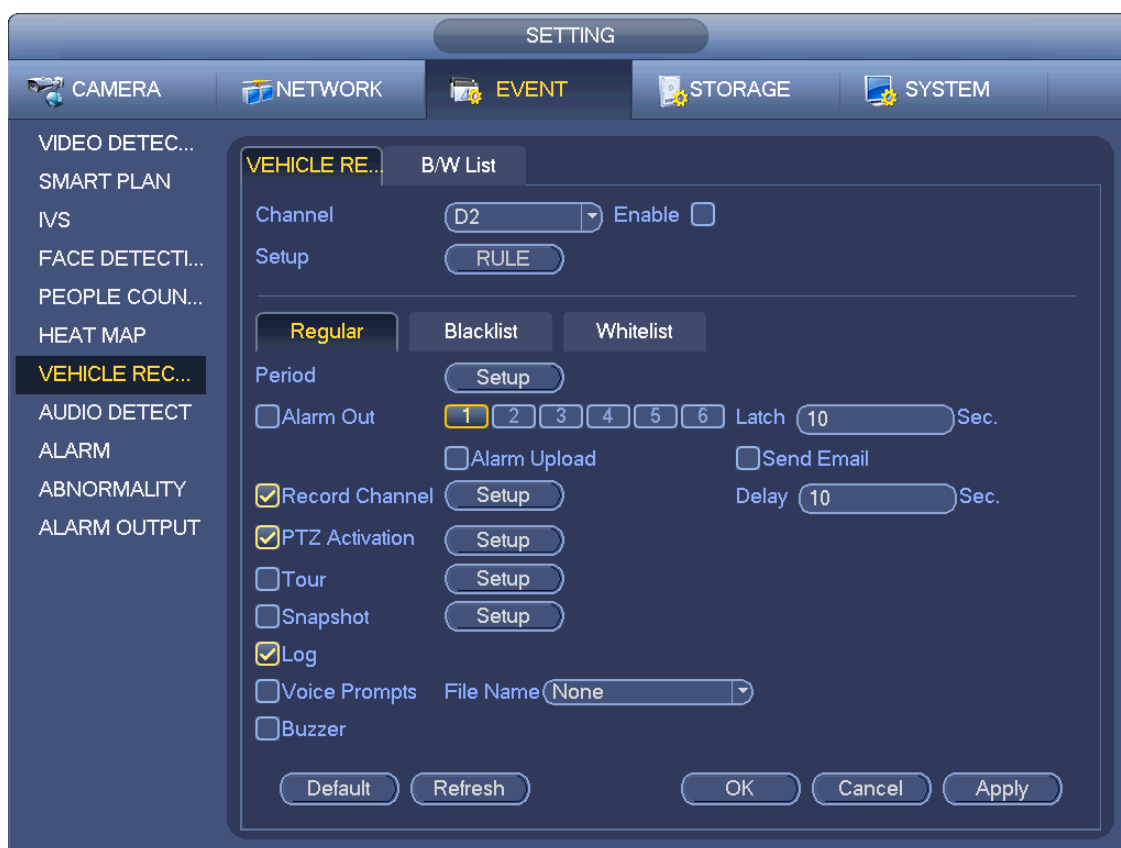 SETTING
CAMERA NETWORK EVENT STORAGE SYSTEM
VIDEO DETEC...
SMART PLAN
IVS
FACE DETECTI...
PEOPLE COUN...
HEAT MAP
VEHICLE REC...
AUDIO DETECT
ALARM
ABNORMALITY
ALARM OUTPUT
VEHICLE RE... B/W List
Channel D2 Enable
Setup RULE
Regular Blacklist Whitelist
Period Setup
Alarm Out 1 2 3 4 5 6 Latch 10 Sec.
Alarm Upload Send Email
Record Channel Setup Delay 10 Sec.
PTZ Activation Setup
Tour Setup
Snapshot Setup
Log
Voice Prompts File Name None
Buzzer
Default Refresh OK Cancel Apply